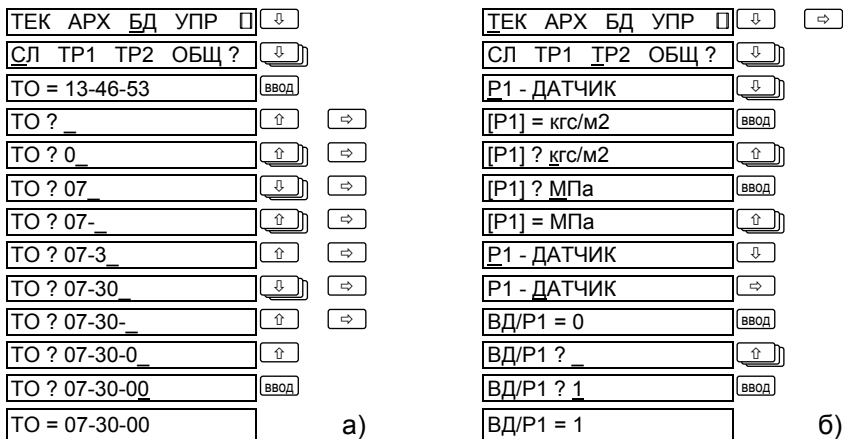 ТЕК АРХ БД УПР ⌷ ⇩
СЛ ТР1 ТР2 ОБЩ ? ⇩
ТО = 13-46-53 ВВОД
ТО ? _ ⇧ ⇨
ТО ? 0_ ⇧ ⇨
ТО ? 07_ ⇩ ⇨
ТО ? 07-_ ⇧ ⇨
ТО ? 07-3_ ⇧ ⇨
ТО ? 07-30_ ⇩ ⇨
ТО ? 07-30-_ ⇧ ⇨
ТО ? 07-30-0_ ⇧
ТО ? 07-30-00 ВВОД
ТО = 07-30-00
а)
ТЕК АРХ БД УПР ⌷ ⇩ ⇨
СЛ ТР1 ТР2 ОБЩ ? ⇩
Р1 - ДАТЧИК ⇩
[Р1] = кгс/м2 ВВОД
[Р1] ? кгс/м2 ⇧
[Р1] ? МПа ВВОД
[Р1] = МПа ⇧
Р1 - ДАТЧИК ⇩
Р1 - ДАТЧИК ⇨
ВД/Р1 = 0 ВВОД
ВД/Р1 ? _ ⇧
ВД/Р1 ? 1 ВВОД
ВД/Р1 = 1
б)